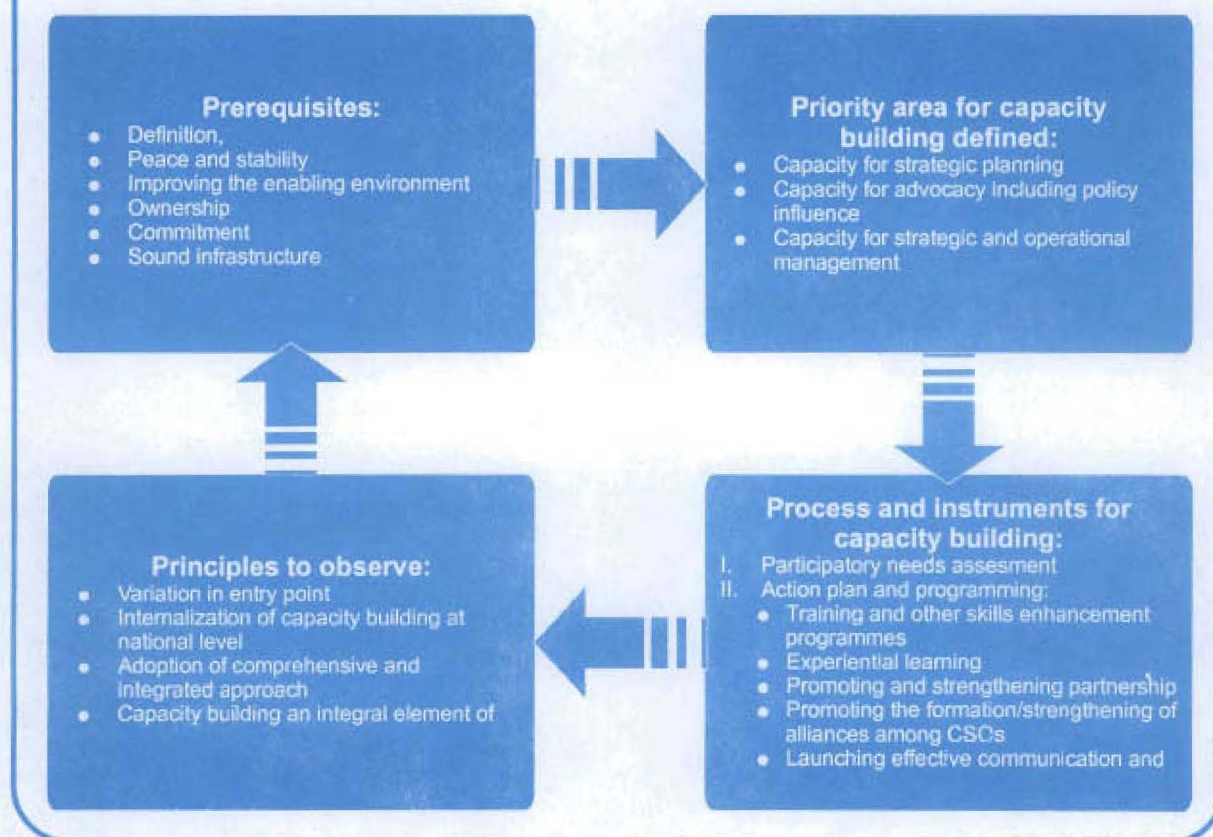 Prerequisites:
● Definition,
● Peace and stability
● Improving the enabling environment
● Ownership
● Commitment
● Sound infrastructure
Priority area for capacity
building defined:
● Capacity for strategic planning
● Capacity for advocacy including policy
influence
● Capacity for strategic and operational
management
Process and instruments for
capacity building:
I. Participatory needs assesment
II. Action plan and programming:
● Training and other skills enhancement
programmes
● Experiential learning
● Promoting and strengthening partnership
● Promoting the formation/strengthening of
alliances among CSOs
● Launching effective communication and
Principles to observe:
● Variation in entry point
● Internalization of capacity building at
national level
● Adoption of comprehensive and
integrated approach
● Capacity building an integral element of